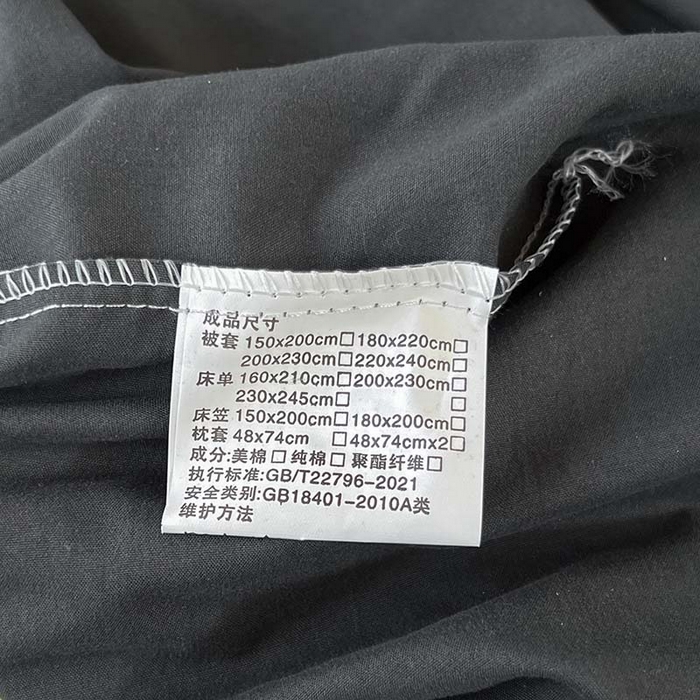 成品尺寸
被套 150x200cm□180x220cm□
200x230cm□220x240cm□
床单 160x210cm□200x230cm□
230x245cm□ □
床笠 150x200cm□180x200cm□
枕套 48x74cm □48x74cmx2□
成分:美棉□ 纯棉□ 聚酯纤维□
执行标准:GB/T22796-2021
安全类别:GB18401-2010A类
维护方法